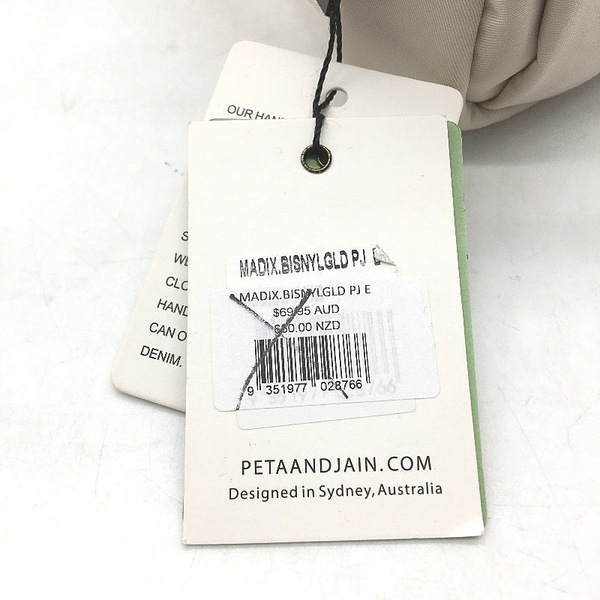 OUR HAN
S
WE
CLO
HAND
CAN O
DENIM.
MADIX.BISNYLGLD PJ E
MADIX.BISNYLGLD PJ E
$69.95 AUD
$80.00 NZD
9 351977 028766
PETAANDJAIN.COM
Designed in Sydney, Australia